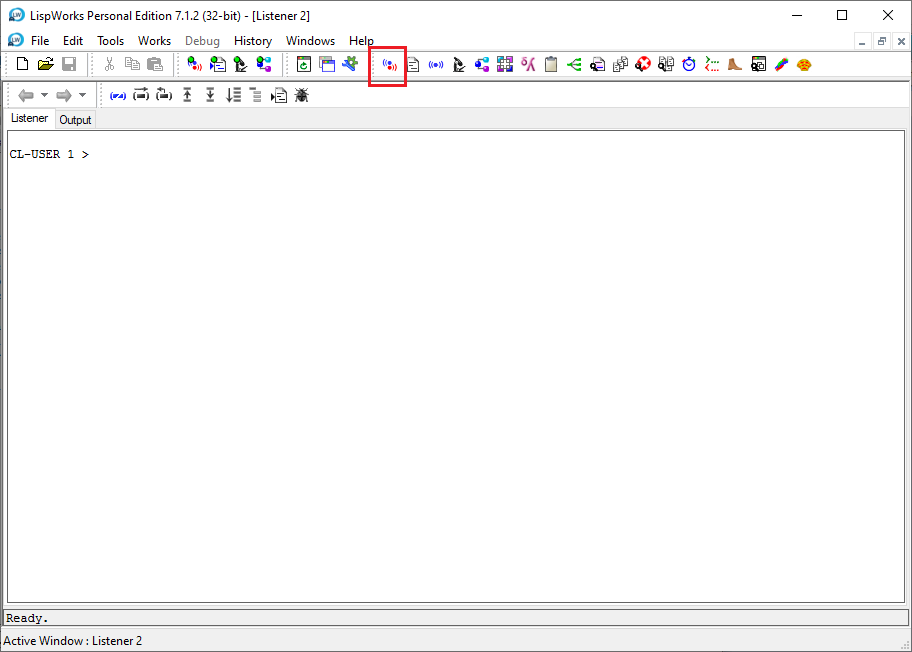 LispWorks Personal Edition 7.1.2 (32-bit) - [Listener 2]
File Edit Tools Works Debug History Windows Help
Listener Output
CL-USER 1 >
Ready.
Active Window : Listener 2